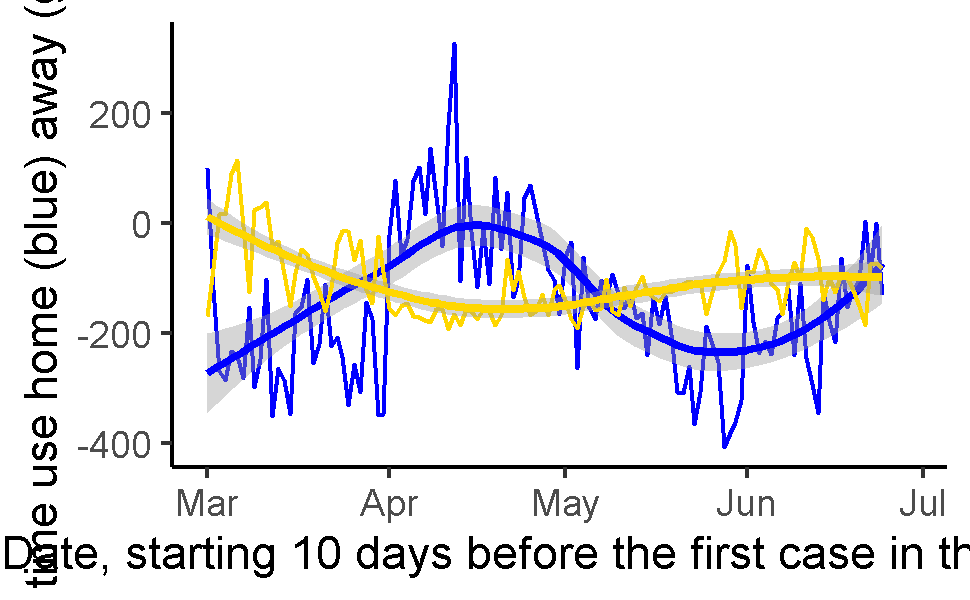 time use home (blue) away (
200
0
-200
-400
Mar Apr May Jun Jul
Date, starting 10 days before the first case in th